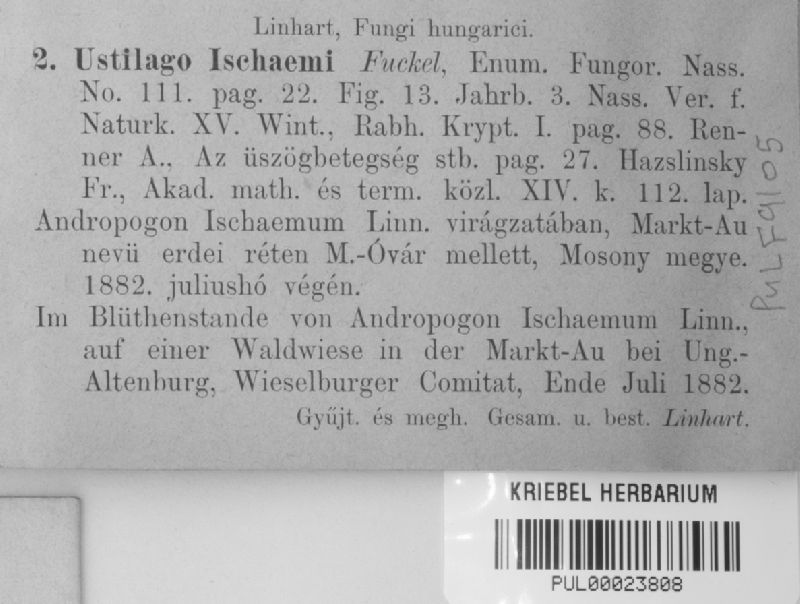 Linhart, Fungi hungarici.
2. Ustilago Ischaemi Fuckel, Enum. Fungor. Nass.
No. 111. pag. 22. Fig. 13. Jahrb. 3. Nass. Ver. f.
Naturk. XV. Wint., Rabh. Krypt. I. pag. 88. Ren-
ner A., Az üszögbetegség stb. pag. 27. Hazslinsky
Fr., Akad. math. és term. közl. XIV. k. 112. lap.
Andropogon Ischaemum Linn. virágzatában, Markt-Au
nevü erdei réten M.-Óvár mellett, Mosony megye.
1882. juliushó végén.
Im Blüthenstande von Andropogon Ischaemum Linn.,
auf einer Waldwiese in der Markt-Au bei Ung.-
Altenburg, Wieselburger Comitat, Ende Juli 1882.
Gyűjt. és megh. Gesam. u. best. Linhart.
PUL F9105
KRIEBEL HERBARIUM
PUL00023808